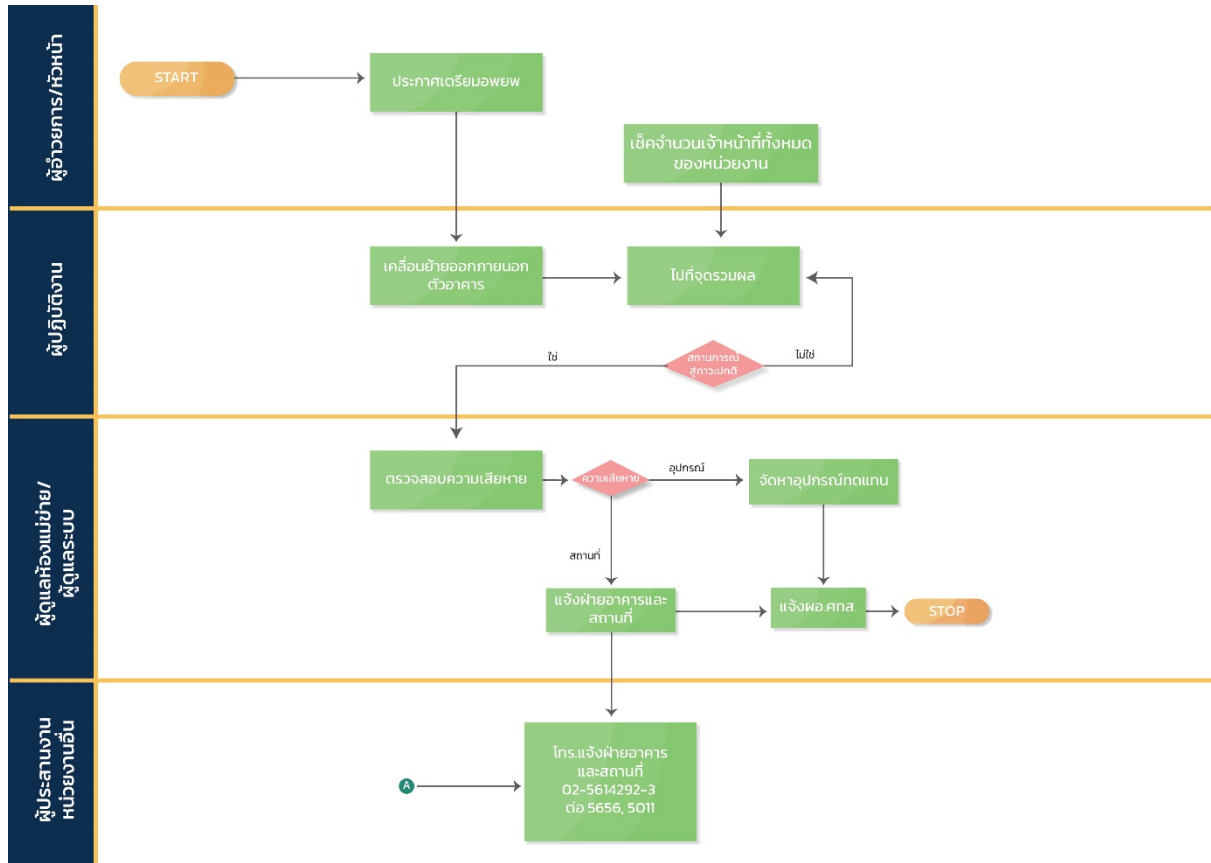 ผู้อำวยการ/หัวหน้า
START
ประกาศเตรียมอพยพ
เช็คจำนวนเจ้าหน้าที่ทั้งหมด
ของหน่วยงาน
ผู้ปฏิบัติงาน
เคลื่อนย้ายออกภายนอก
ตัวอาคาร
ไปที่จุดรวมผล
สถานการณ์
สู่ภาวะปกติ
ใช่
ไม่ใช่
ผู้ดูแลห้องแม่ข่าย/
ผู้ดูแลระบบ
ตรวจสอบความเสียหาย
ความเสียหาย
อุปกรณ์
จัดหาอุปกรณ์ทดแทน
สถานที่
แจ้งฝ่ายอาคารและ
สถานที่
แจ้งผอ.ศทส.
STOP
ผู้ประสานงาน
หน่วยงานอื่น
A
โทร.แจ้งฝ่ายอาคาร
และสถานที่
02-5614292-3
ต่อ 5656, 5011